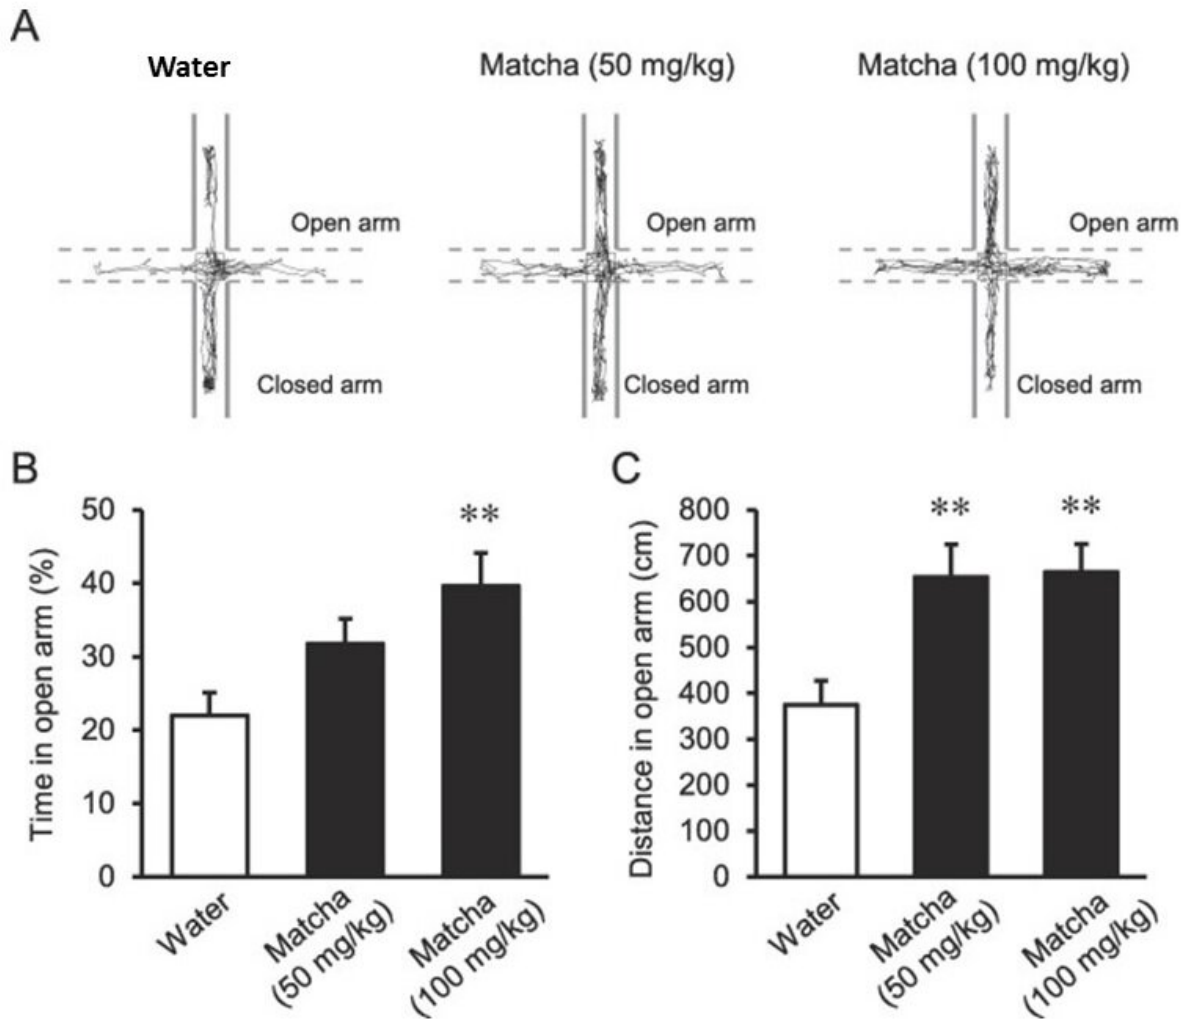 A
Water
Matcha (50 mg/kg)
Matcha (100 mg/kg)
Open arm
Open arm
Open arm
Closed arm
Closed arm
Closed arm
B
Time in open arm (%)
50
40
30
20
10
0
**
Water
Matcha
(50 mg/kg)
Matcha
(100 mg/kg)
C
Distance in open arm (cm)
800
700
600
500
400
300
200
100
0
**
**
Water
Matcha
(50 mg/kg)
Matcha
(100 mg/kg)